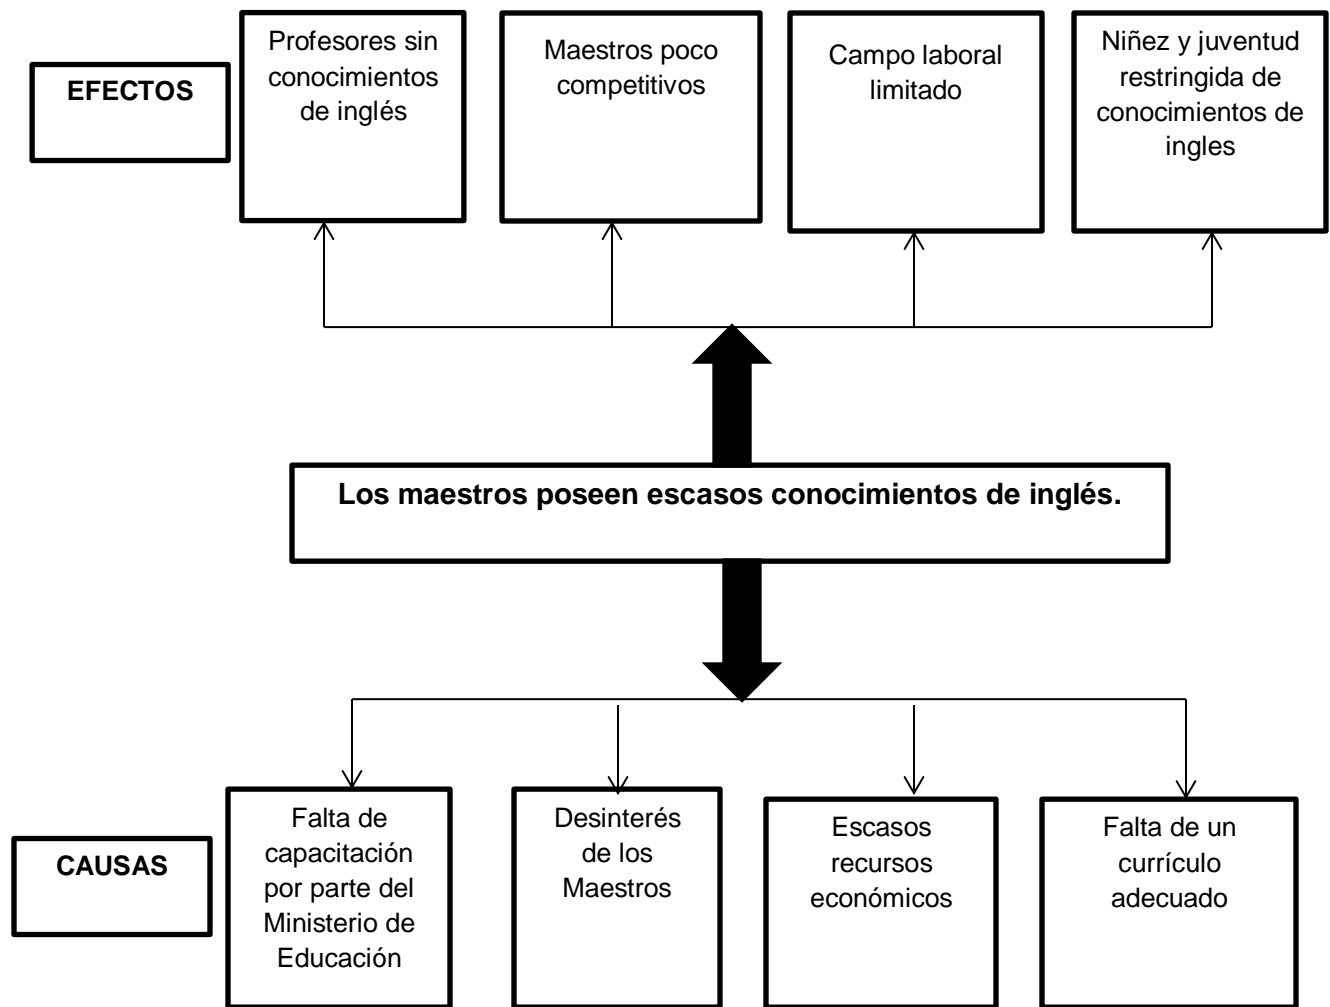 EFECTOS
Profesores sin
conocimientos
de inglés
Maestros poco
competitivos
Campo laboral
limitado
Niñez y juventud
restringida de
conocimientos de
ingles
Los maestros poseen escasos conocimientos de inglés.
CAUSAS
Falta de
capacitación
por parte del
Ministerio de
Educación
Desinterés
de los
Maestros
Escasos
recursos
económicos
Falta de un
currículo
adecuado